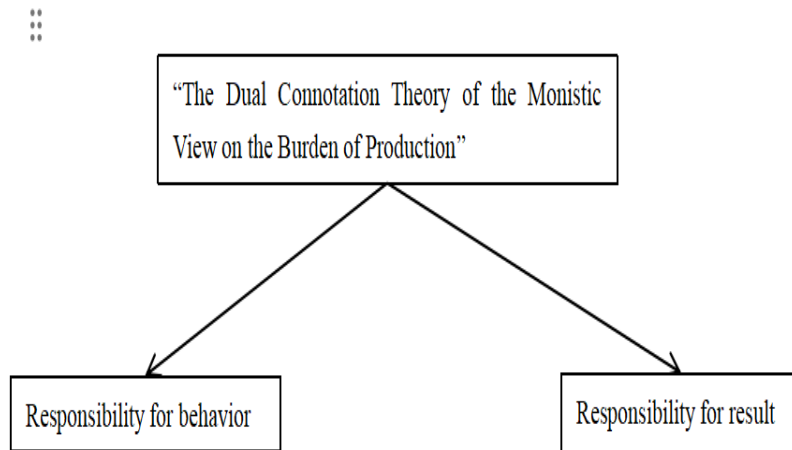 “The Dual Connotation Theory of the Monistic
View on the Burden of Production”
Responsibility for behavior
Responsibility for result